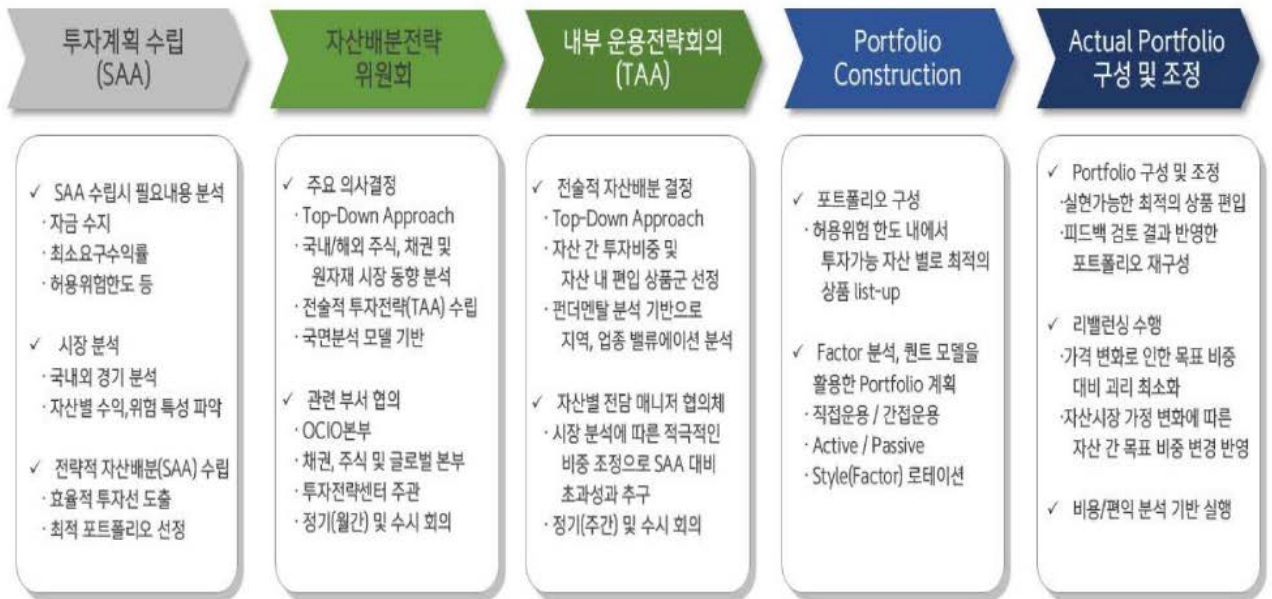 투자계획 수립
(SAA)
✓ SAA 수립시 필요내용 분석
· 자금 수지
· 최소요구수익률
· 허용위험한도 등
✓ 시장 분석
· 국내외 경기 분석
· 자산별 수익,위험 특성 파악
✓ 전략적 자산배분(SAA) 수립
· 효율적 투자선 도출
· 최적 포트폴리오 선정
자산배분전략
위원회
✓ 주요 의사결정
· Top-Down Approach
· 국내/해외 주식, 채권 및
원자재 시장 동향 분석
· 전술적 투자전략(TAA) 수립
· 국면분석 모델 기반
✓ 관련 부서 협의
· OCIO본부
· 채권, 주식 및 글로벌 본부
· 투자전략센터 주관
· 정기(월간) 및 수시 회의
내부 운용전략회의
(TAA)
✓ 전술적 자산배분 결정
· Top-Down Approach
· 자산 간 투자비중 및
자산 내 편입 상품군 선정
· 펀더멘탈 분석 기반으로
지역, 업종 밸류에이션 분석
✓ 자산별 전담 매니저 협의체
· 시장 분석에 따른 적극적인
비중 조정으로 SAA 대비
초과성과 추구
· 정기(주간) 및 수시 회의
Portfolio
Construction
✓ 포트폴리오 구성
· 허용위험 한도 내에서
투자가능 자산 별로 최적의
상품 list-up
✓ Factor 분석, 퀀트 모델을
활용한 Portfolio 계획
· 직접운용 / 간접운용
· Active / Passive
· Style(Factor) 로테이션
Actual Portfolio
구성 및 조정
✓ Portfolio 구성 및 조정
·실현가능한 최적의 상품 편입
·피드백 검토 결과 반영한
포트폴리오 재구성
✓ 리밸런싱 수행
·가격 변화로 인한 목표 비중
대비 괴리 최소화
·자산시장 가정 변화에 따른
자산 간 목표 비중 변경 반영
✓ 비용/편익 분석 기반 실행